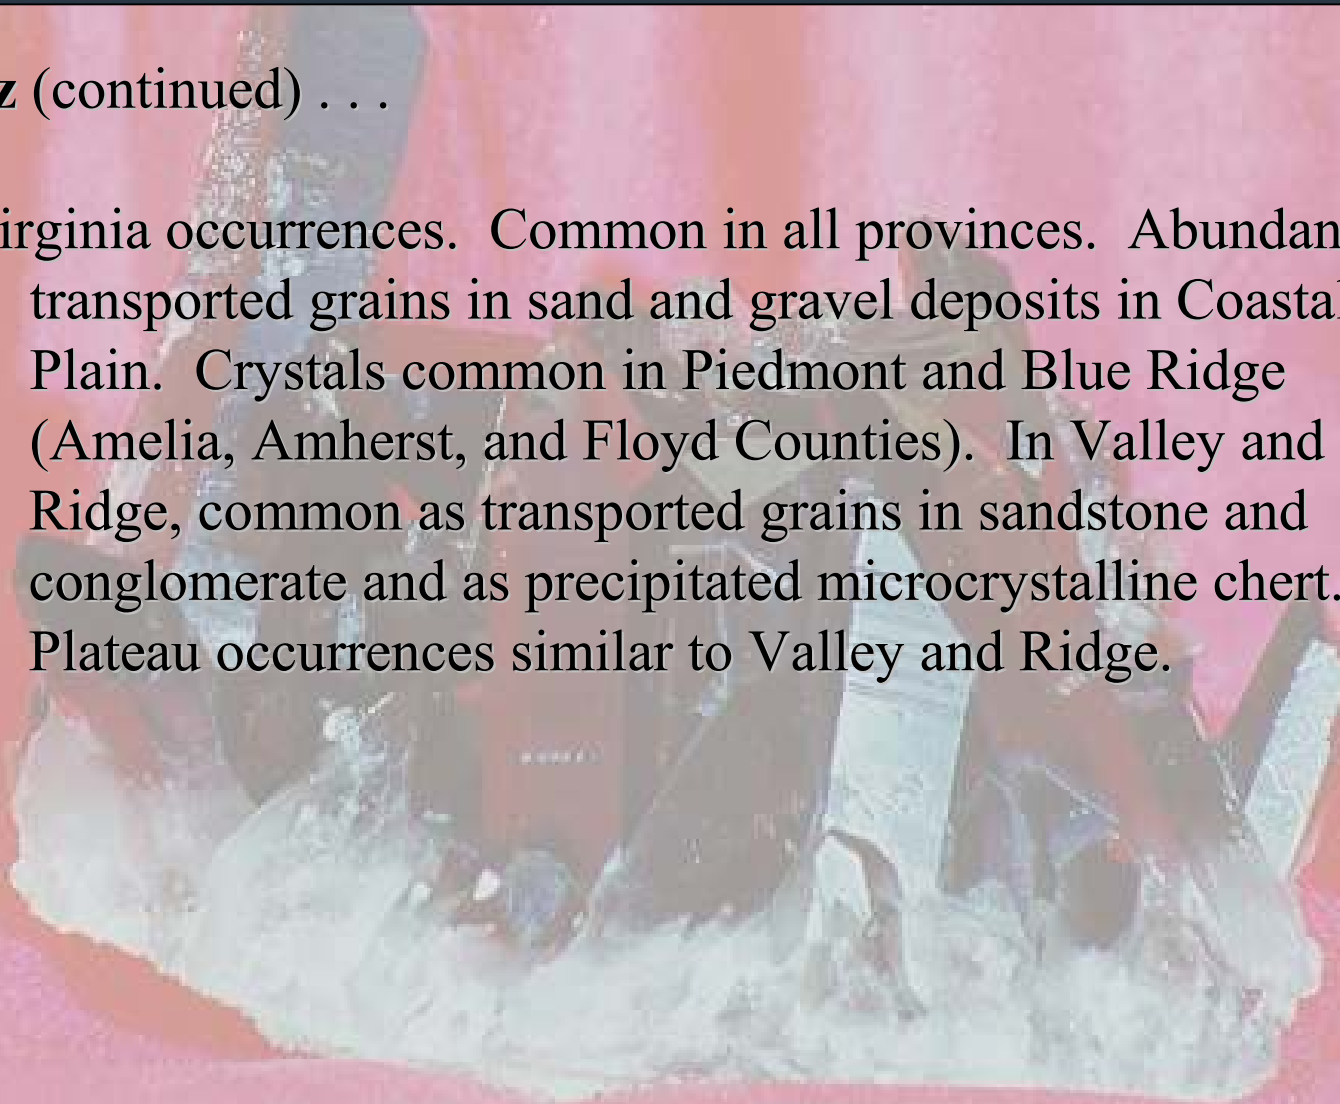 z (continued) . . .
irginia occurrences.  Common in all provinces.  Abundan
transported grains in sand and gravel deposits in Coastal
Plain.  Crystals common in Piedmont and Blue Ridge
(Amelia, Amherst, and Floyd Counties).  In Valley and
Ridge, common as transported grains in sandstone and
conglomerate and as precipitated microcrystalline chert.
Plateau occurrences similar to Valley and Ridge.